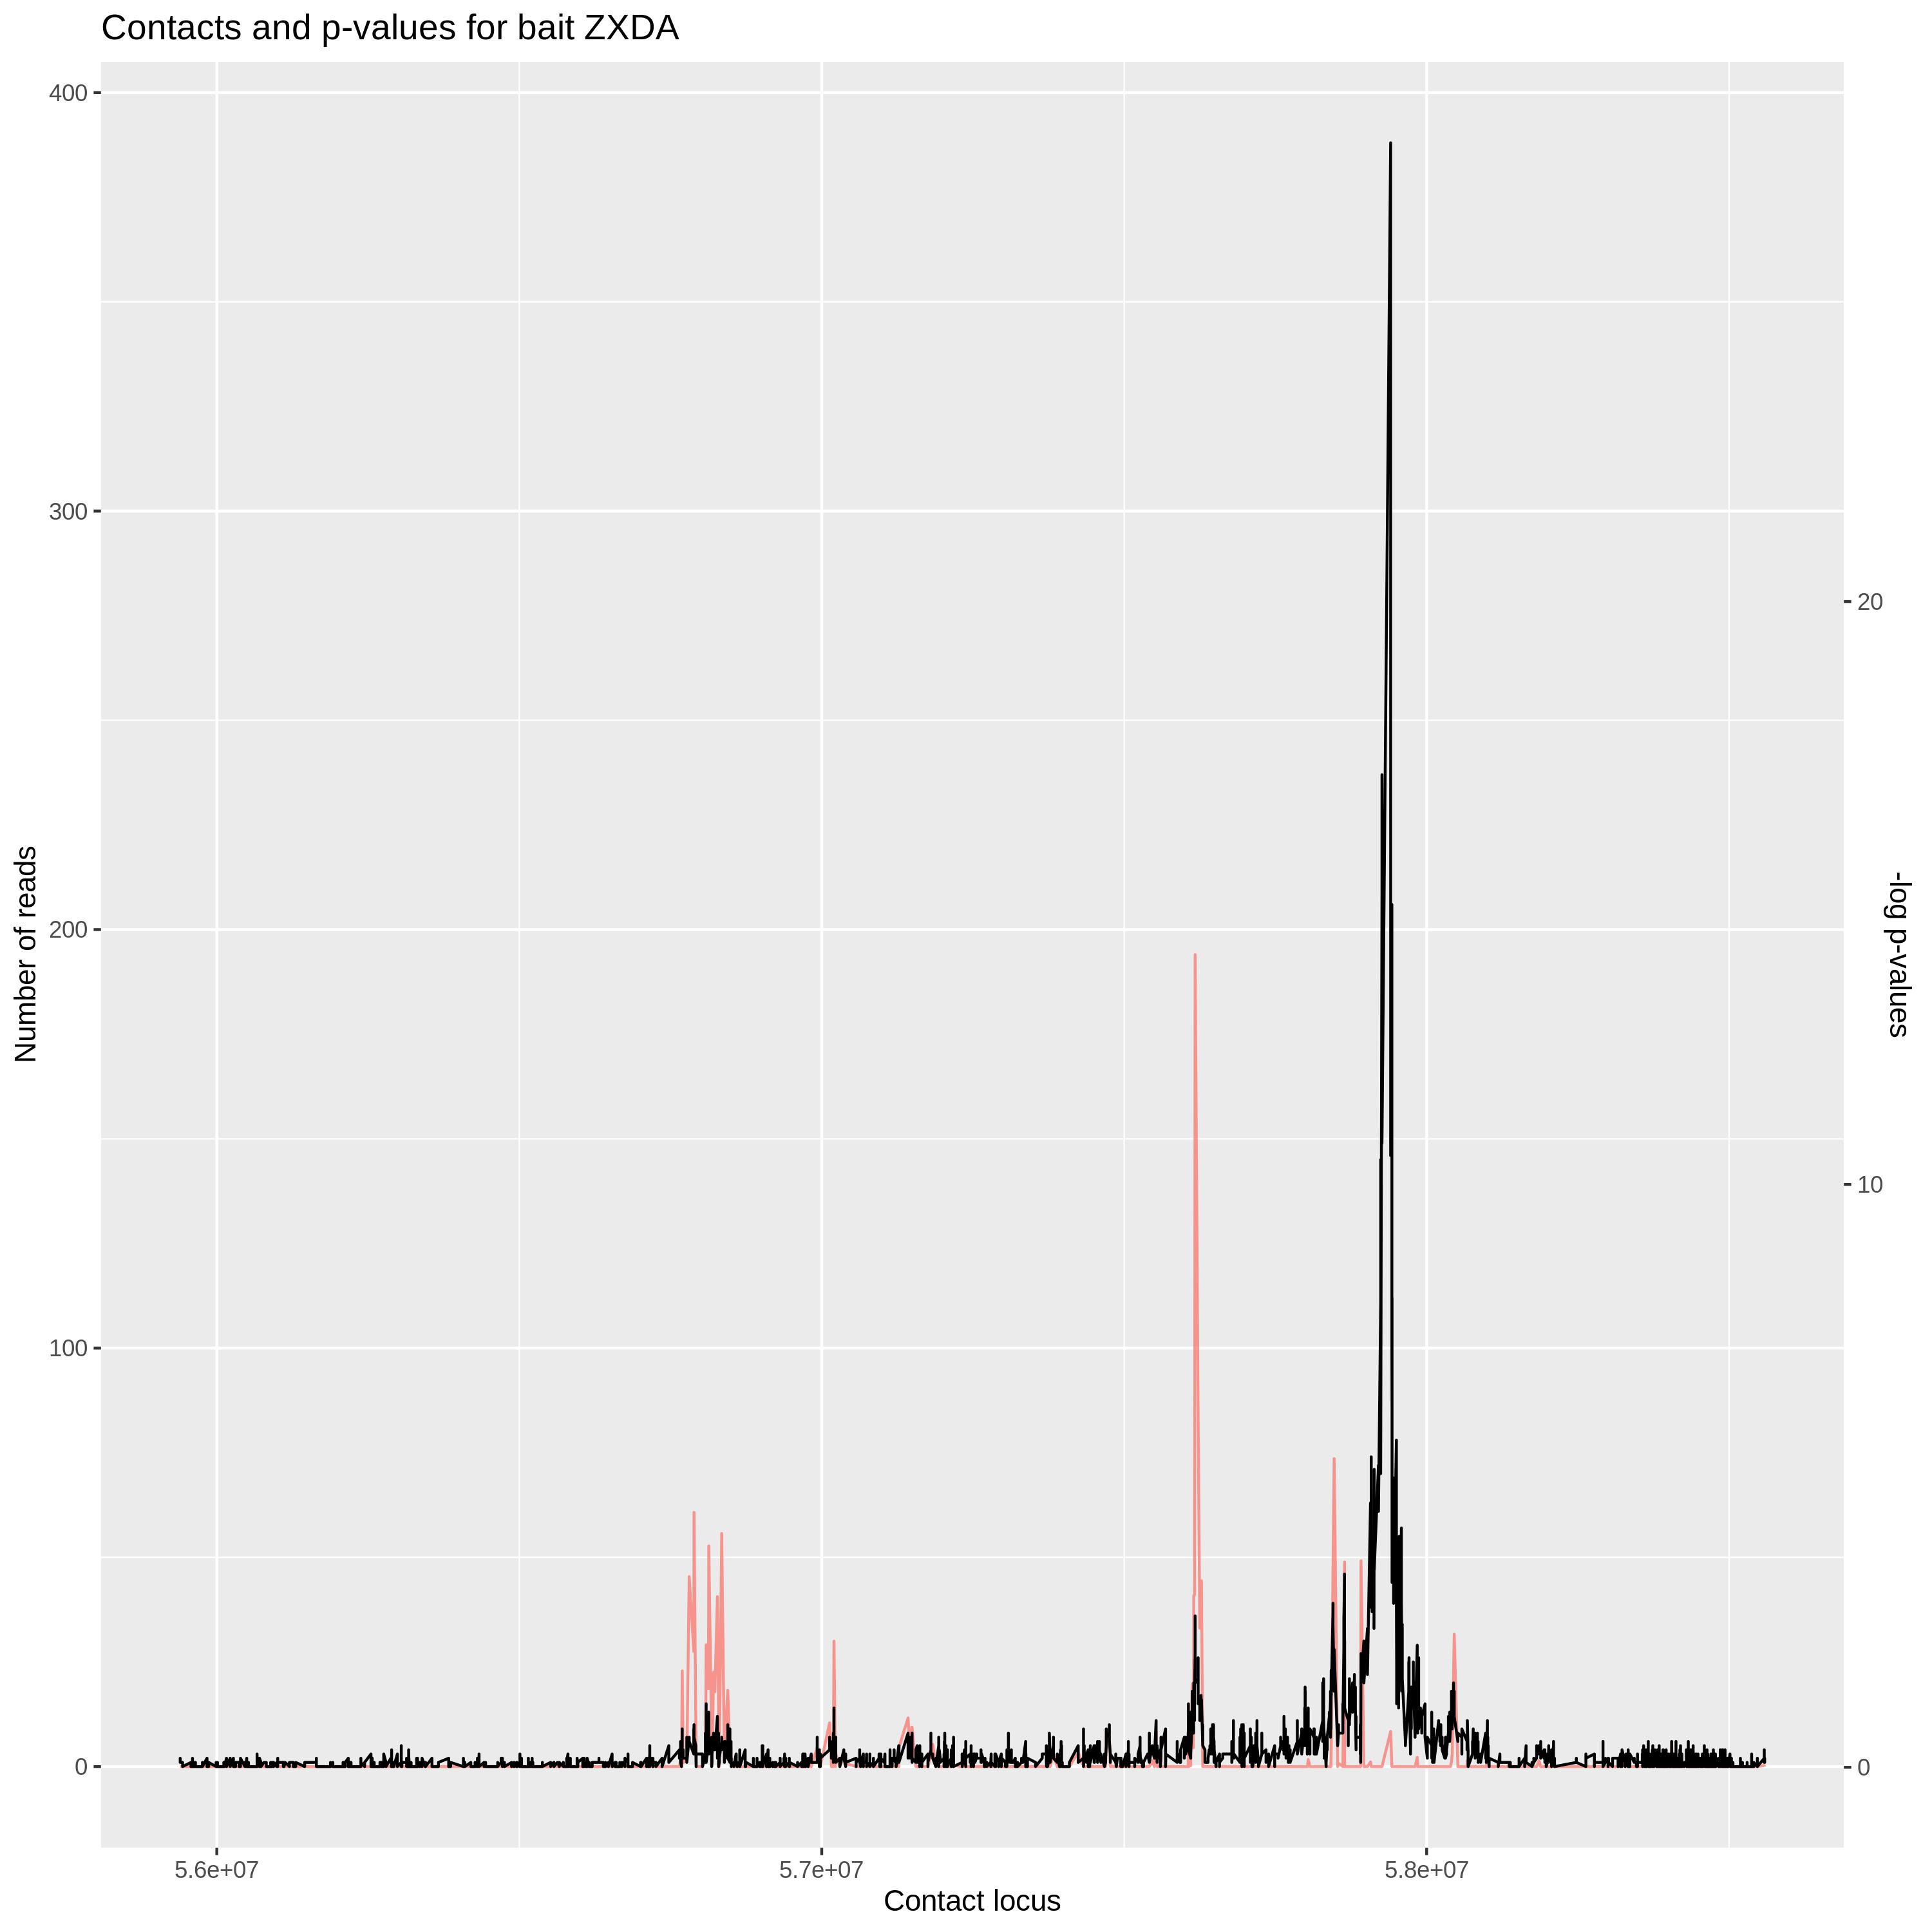 Contacts and p-values for bait ZXDA
400
300
200
100
0
Number of reads
20
10
0
-log p-values
5.6e+07
5.7e+07
5.8e+07
Contact locus